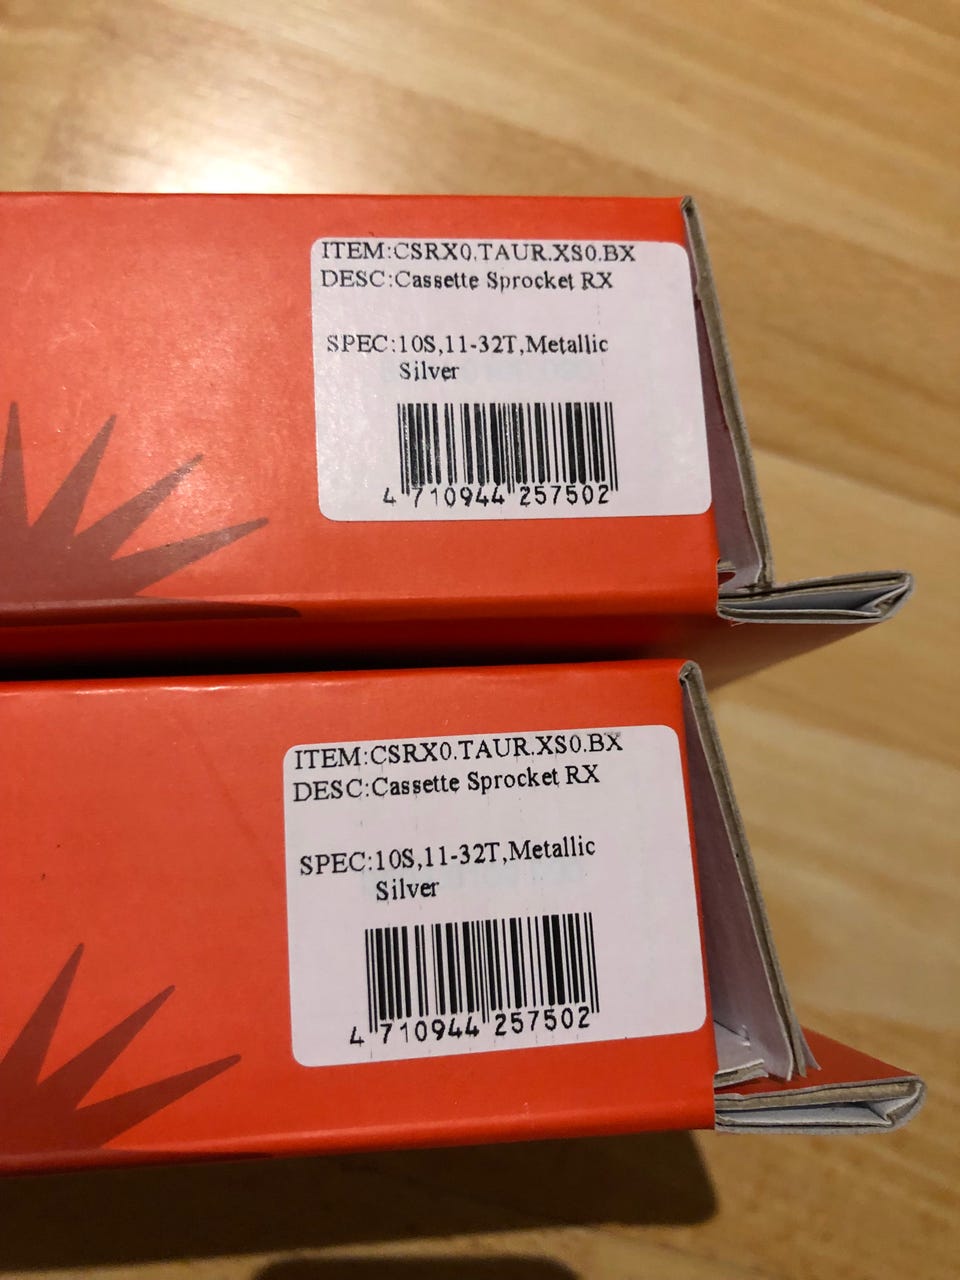 ITEM:CSRX0.TAUR.XS0.BX
DESC:Cassette Sprocket RX
SPEC:10S,11-32T,Metallic
Silver
4 710944 257502
ITEM:CSRX0.TAUR.XS0.BX
DESC:Cassette Sprocket RX
SPEC:10S,11-32T,Metallic
Silver
4 710944 257502